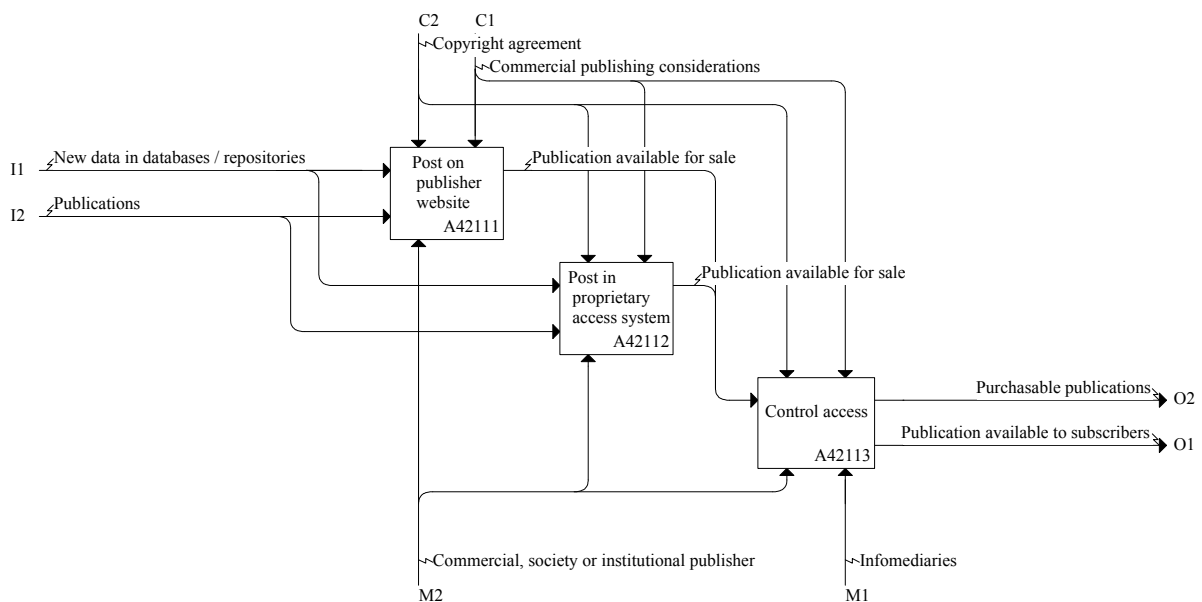 C2 C1
Copyright agreement
Commercial publishing considerations
I1 New data in databases / repositories
Post on
publisher
website
A42111
Publication available for sale
I2 Publications
Post in
proprietary
access system
A42112
Publication available for sale
Control access
A42113
Purchasable publications O2
Publication available to subscribers O1
Commercial, society or institutional publisher
Infomediaries
M2 M1